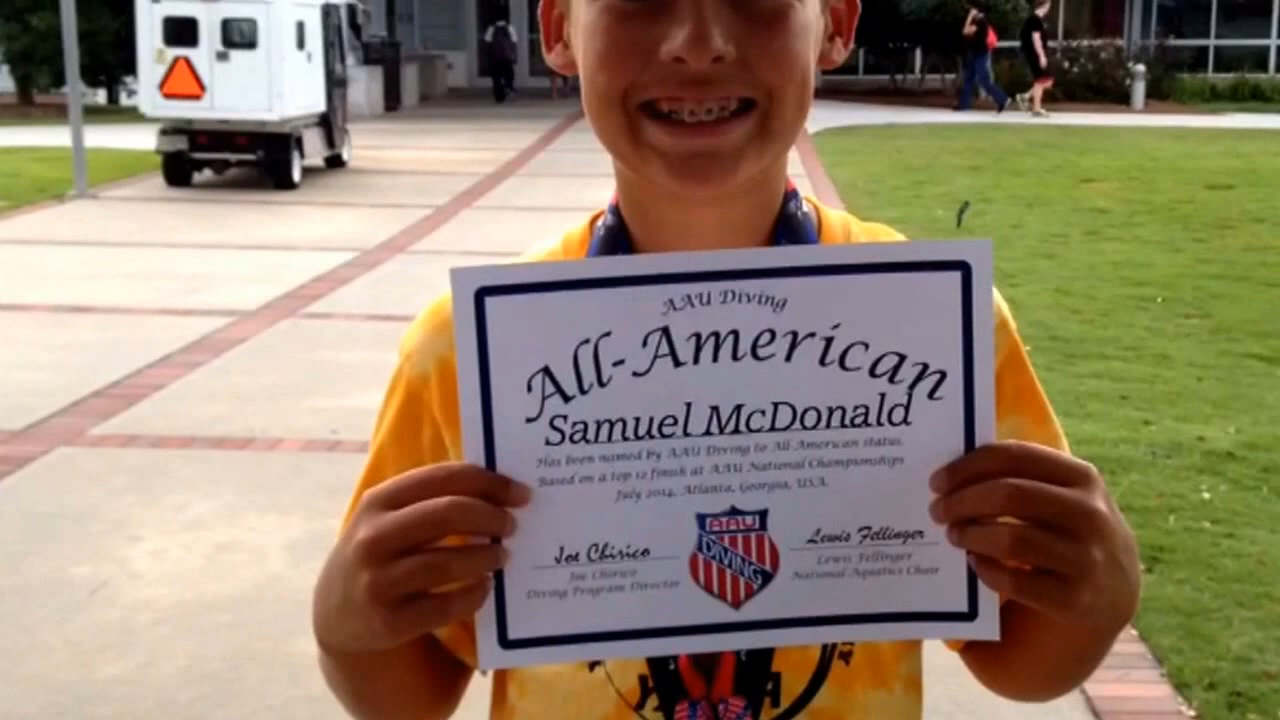 AAU Diving
All-American
Samuel McDonald
Has been named by AAU Diving to All-American status.
Based on a top 12 finish at AAU National Championships
July 2014, Atlanta, Georgia, USA.
Joe Chirico
Joe Chirico
Diving Program Director
AAU
DIVING
Lewis Fellinger
Lewis Fellinger
National Aquatics Chair